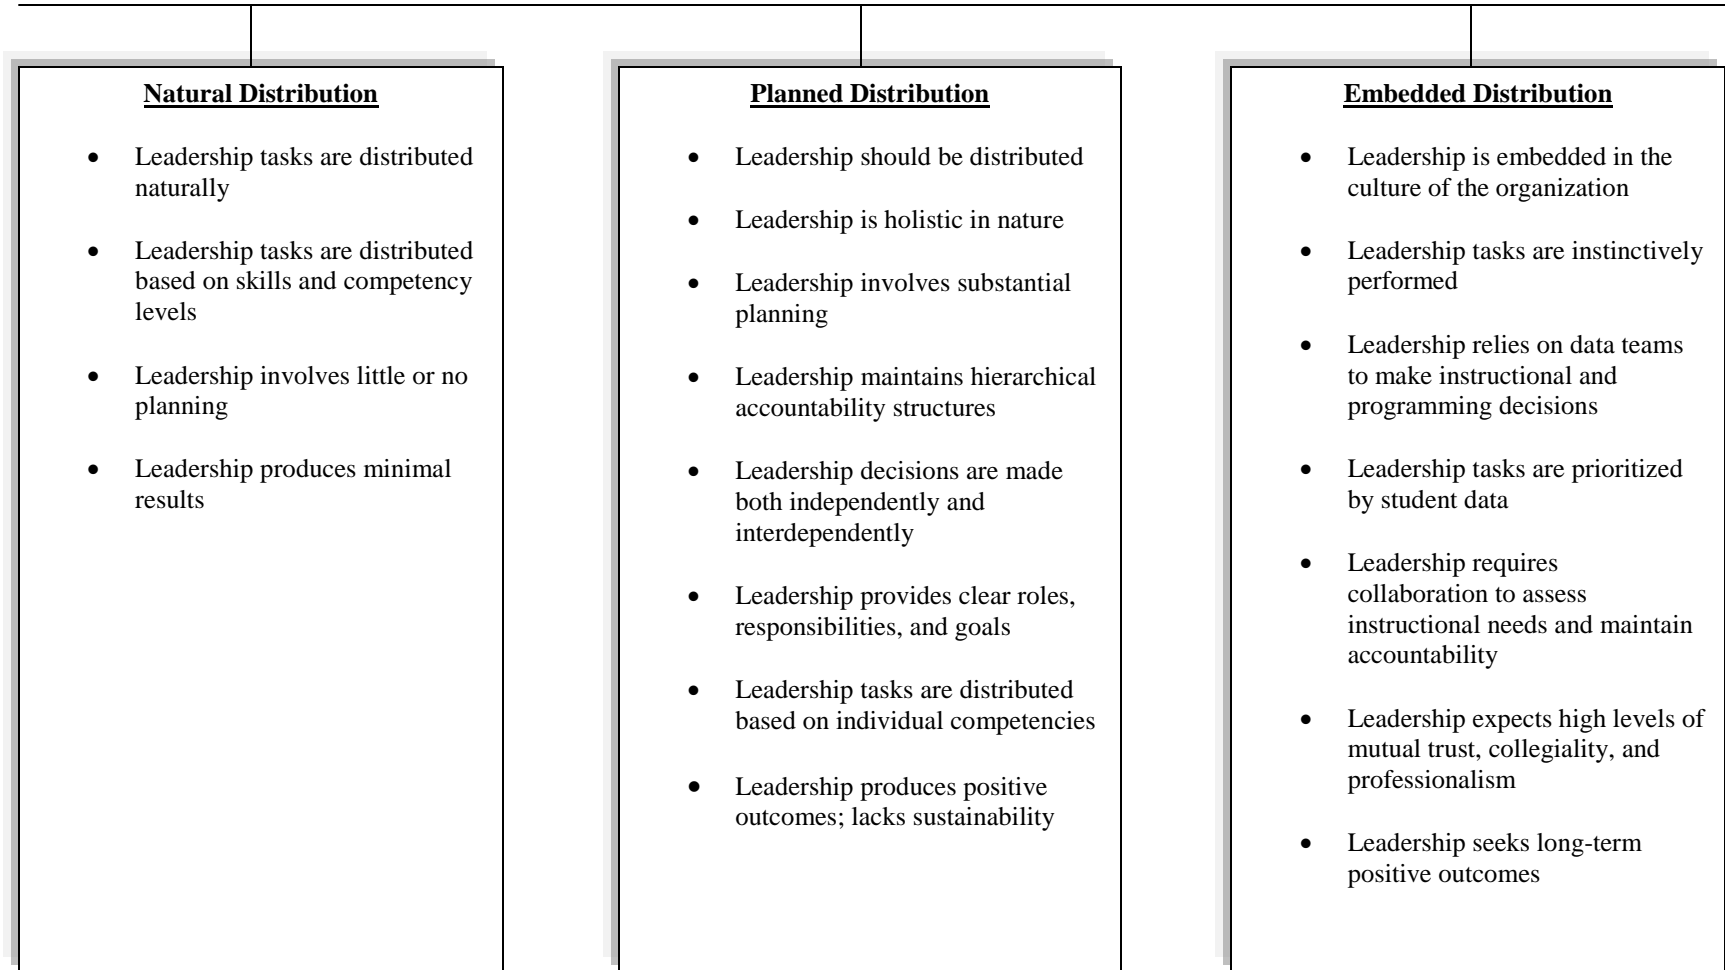 Natural Distribution
• Leadership tasks are distributed
naturally
• Leadership tasks are distributed
based on skills and competency
levels
• Leadership involves little or no
planning
• Leadership produces minimal
results
Planned Distribution
• Leadership should be distributed
• Leadership is holistic in nature
• Leadership involves substantial
planning
• Leadership maintains hierarchical
accountability structures
• Leadership decisions are made
both independently and
interdependently
• Leadership provides clear roles,
responsibilities, and goals
• Leadership tasks are distributed
based on individual competencies
• Leadership produces positive
outcomes; lacks sustainability
Embedded Distribution
• Leadership is embedded in the
culture of the organization
• Leadership tasks are instinctively
performed
• Leadership relies on data teams
to make instructional and
programming decisions
• Leadership tasks are prioritized
by student data
• Leadership requires
collaboration to assess
instructional needs and maintain
accountability
• Leadership expects high levels of
mutual trust, collegiality, and
professionalism
• Leadership seeks long-term
positive outcomes